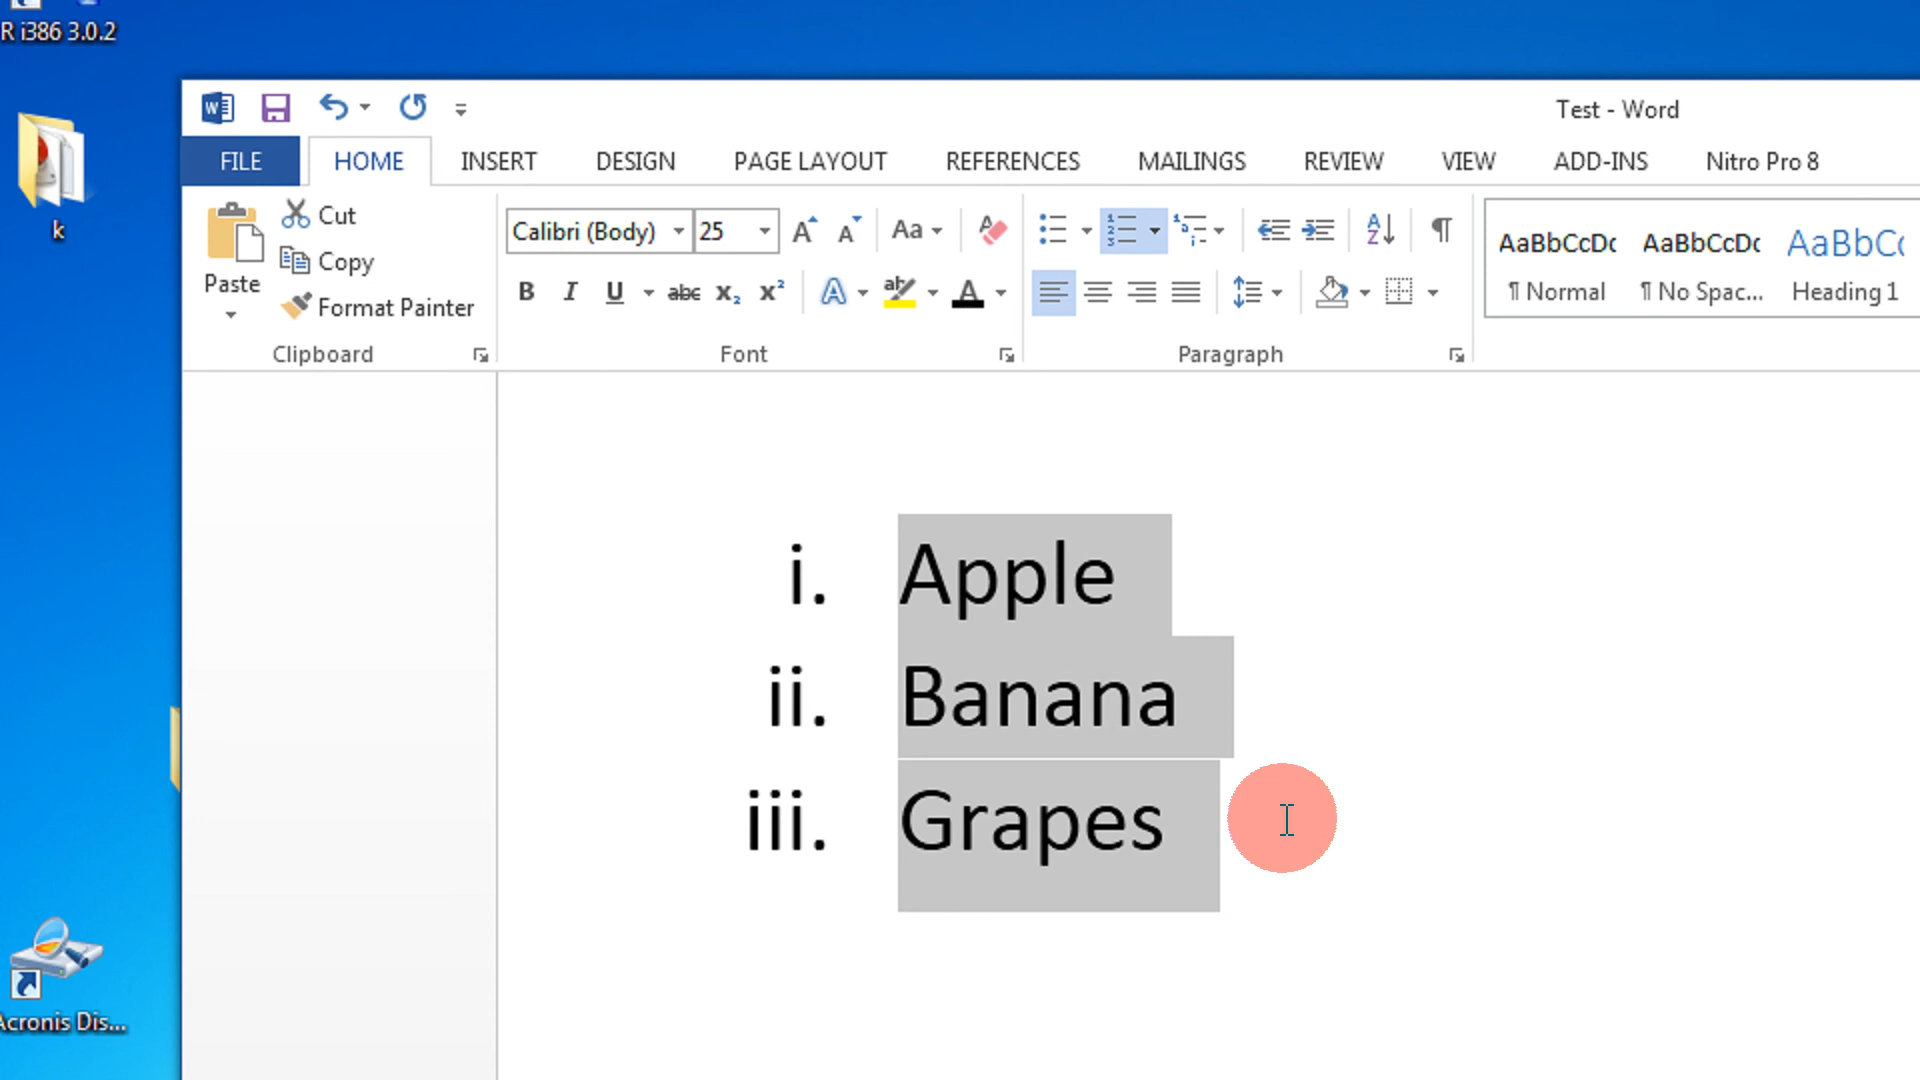 R i386 3.0.2
k
Acronis Dis...
Test - Word
FILE HOME INSERT DESIGN PAGE LAYOUT REFERENCES MAILINGS REVIEW VIEW ADD-INS Nitro Pro 8
Paste
Cut
Copy
Format Painter
Clipboard
Calibri (Body) 25
Aa
B I U abc X₂ X²
Font
Paragraph
AaBbCcDc AaBbCcDc AaBbCc
¶ Normal ¶ No Spac... Heading 1
i. Apple
ii. Banana
iii. Grapes